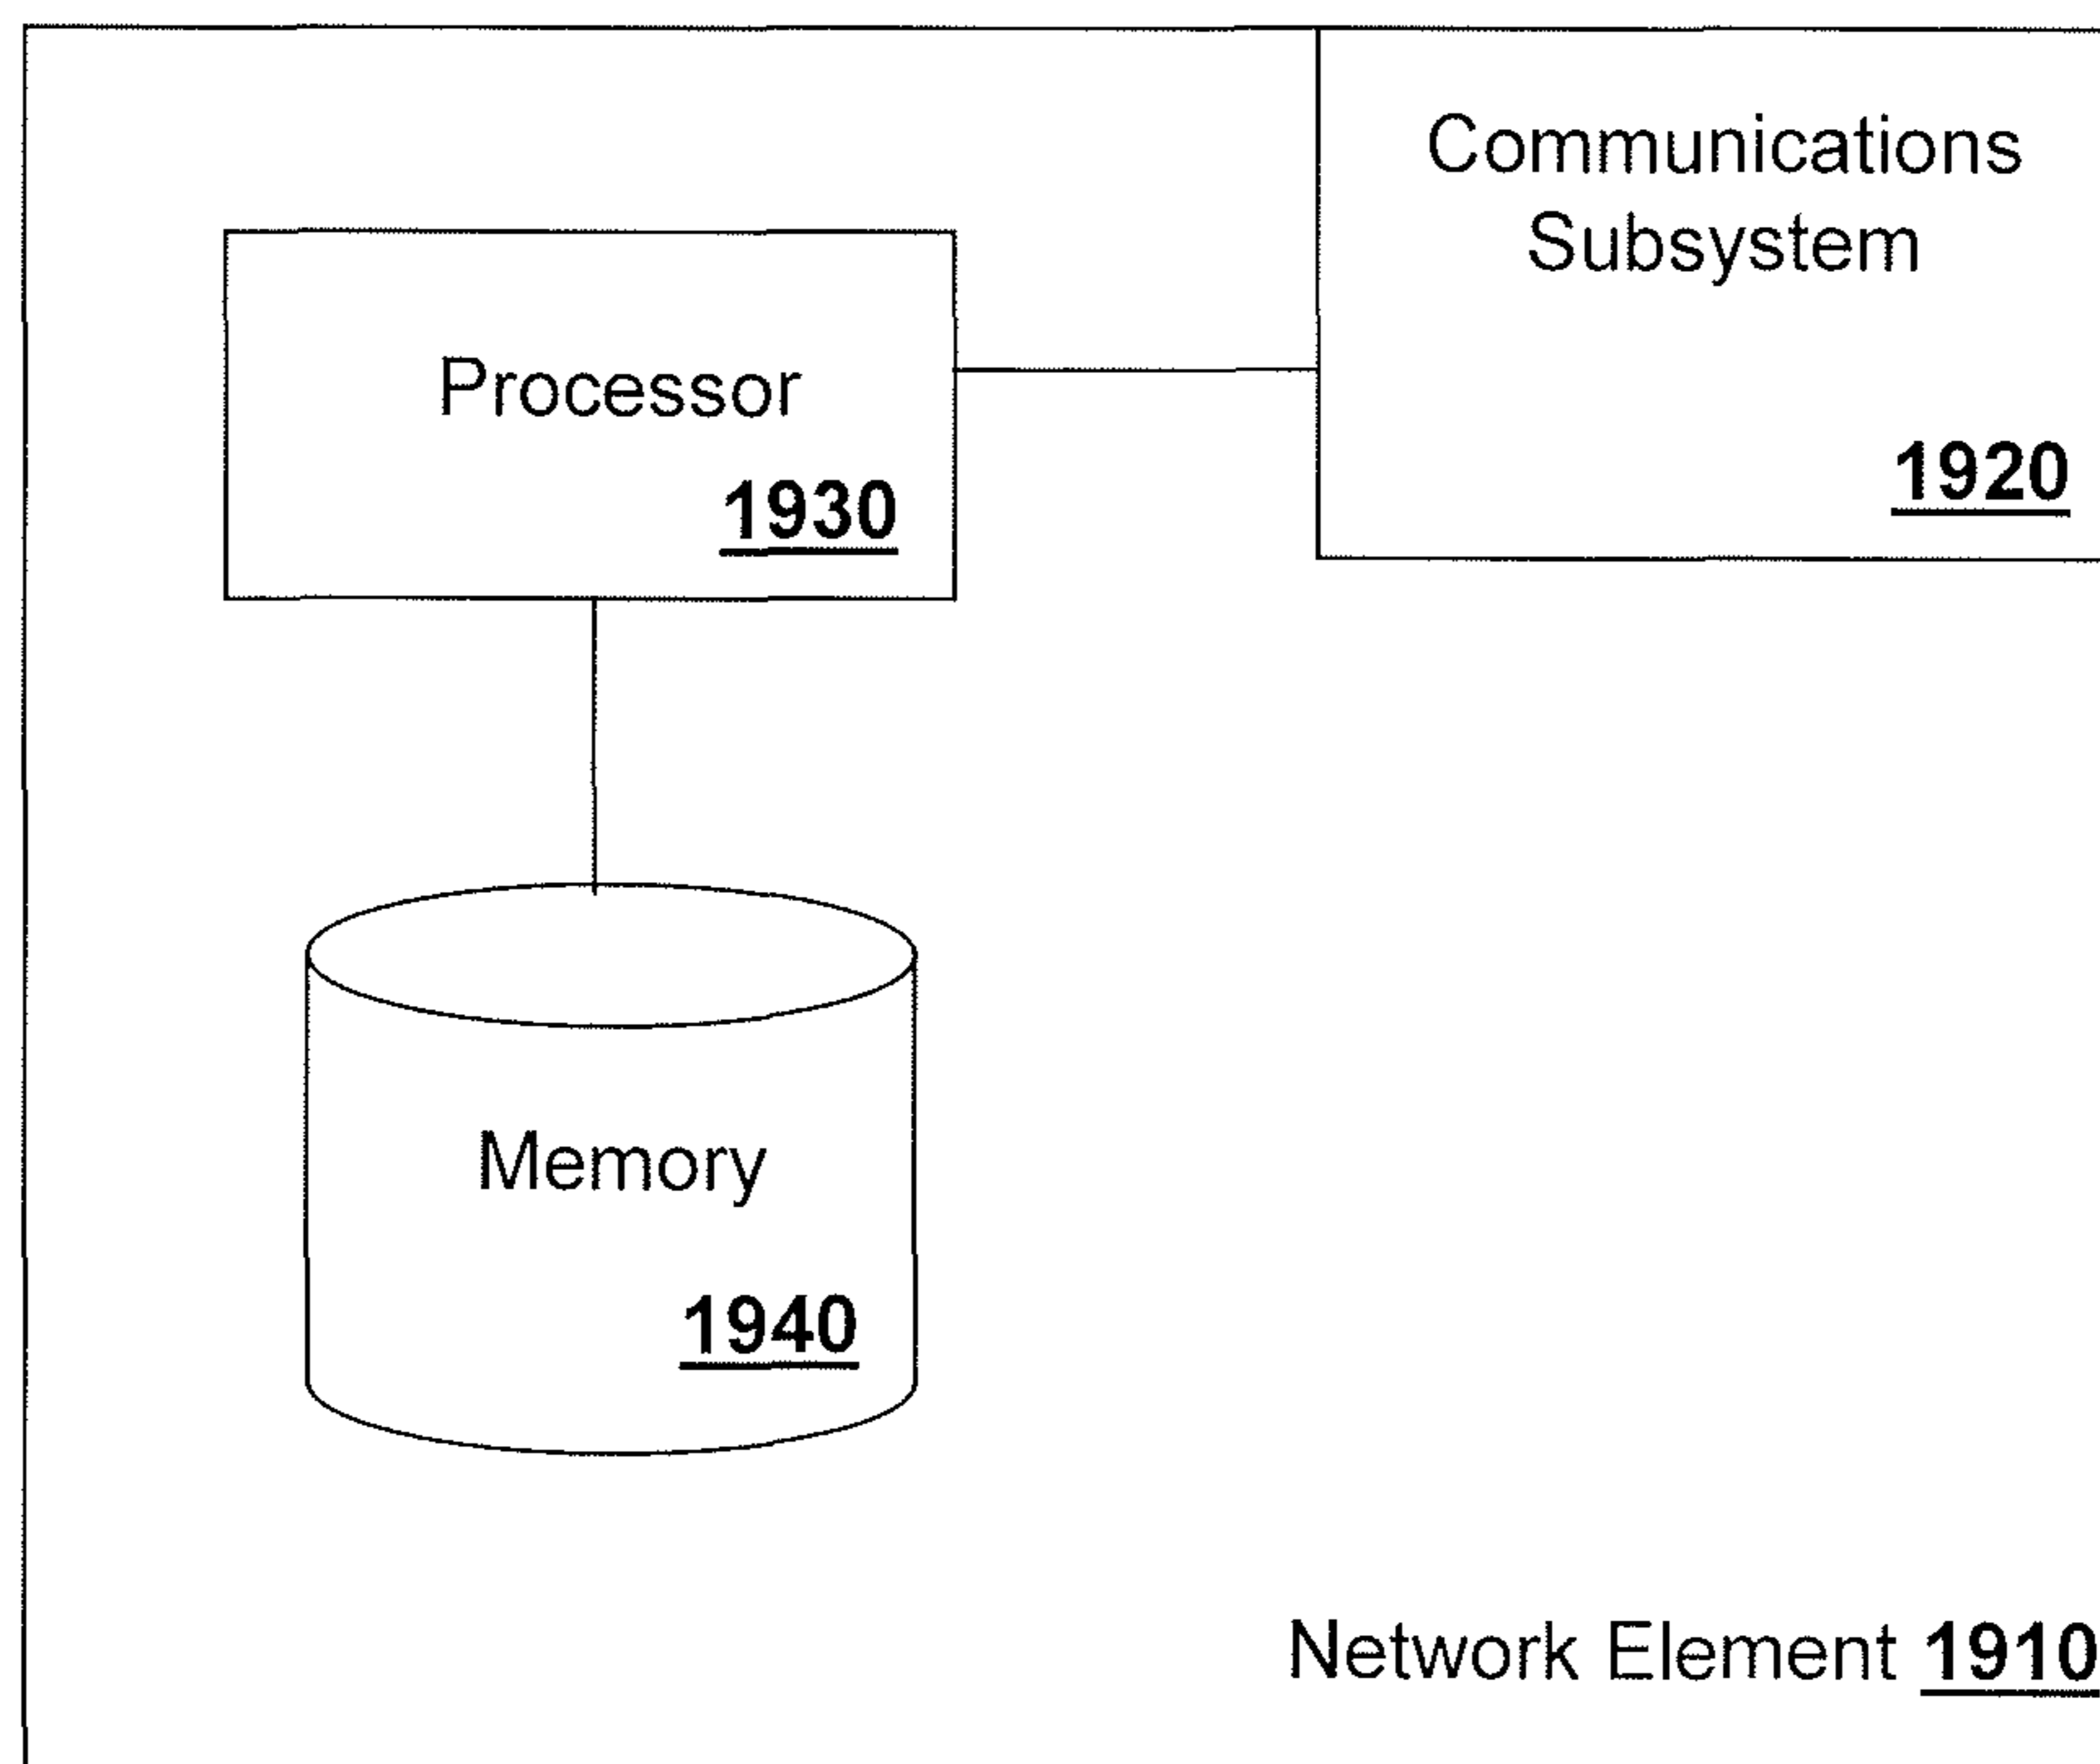 Communications
Subsystem
1920
Processor
1930
Memory
1940
Network Element 1910